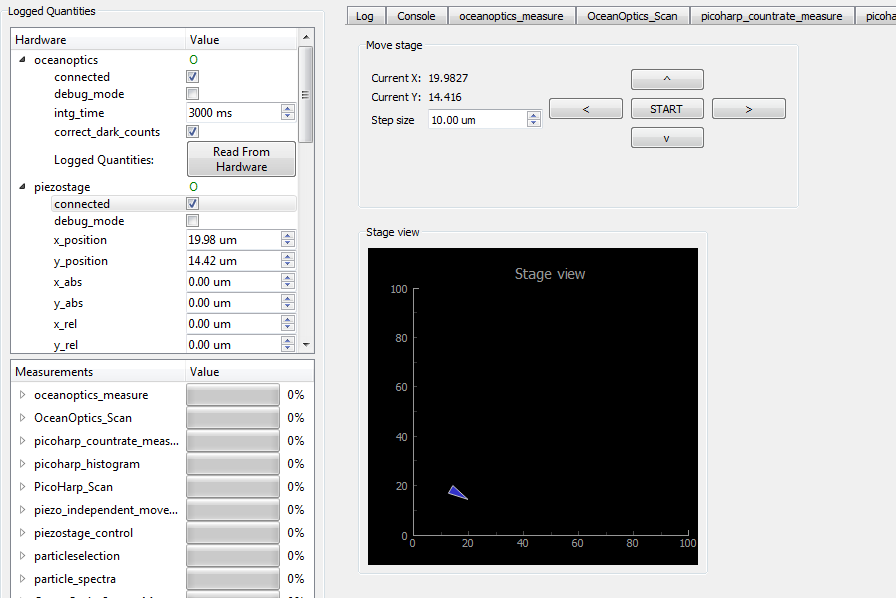 Logged Quantities
Hardware Value
oceanoptics O
connected
debug_mode
intg_time 3000 ms
correct_dark_counts
Logged Quantities: Read From Hardware
piezostage O
connected
debug_mode
x_position 19.98 um
y_position 14.42 um
x_abs 0.00 um
y_abs 0.00 um
x_rel 0.00 um
y_rel 0.00 um
Measurements Value
oceanoptics_measure 0%
OceanOptics_Scan 0%
picoharp_countrate_meas... 0%
picoharp_histogram 0%
PicoHarp_Scan 0%
piezo_independent_move... 0%
piezostage_control 0%
particleselection 0%
particle_spectra 0%
Log Console oceanoptics_measure OceanOptics_Scan picoharp_countrate_measure picoha
Move stage
Current X: 19.9827
Current Y: 14.416
Step size 10.00 um
^
< START >
v
Stage view
Stage view
100
80
60
40
20
0
0 20 40 60 80 100